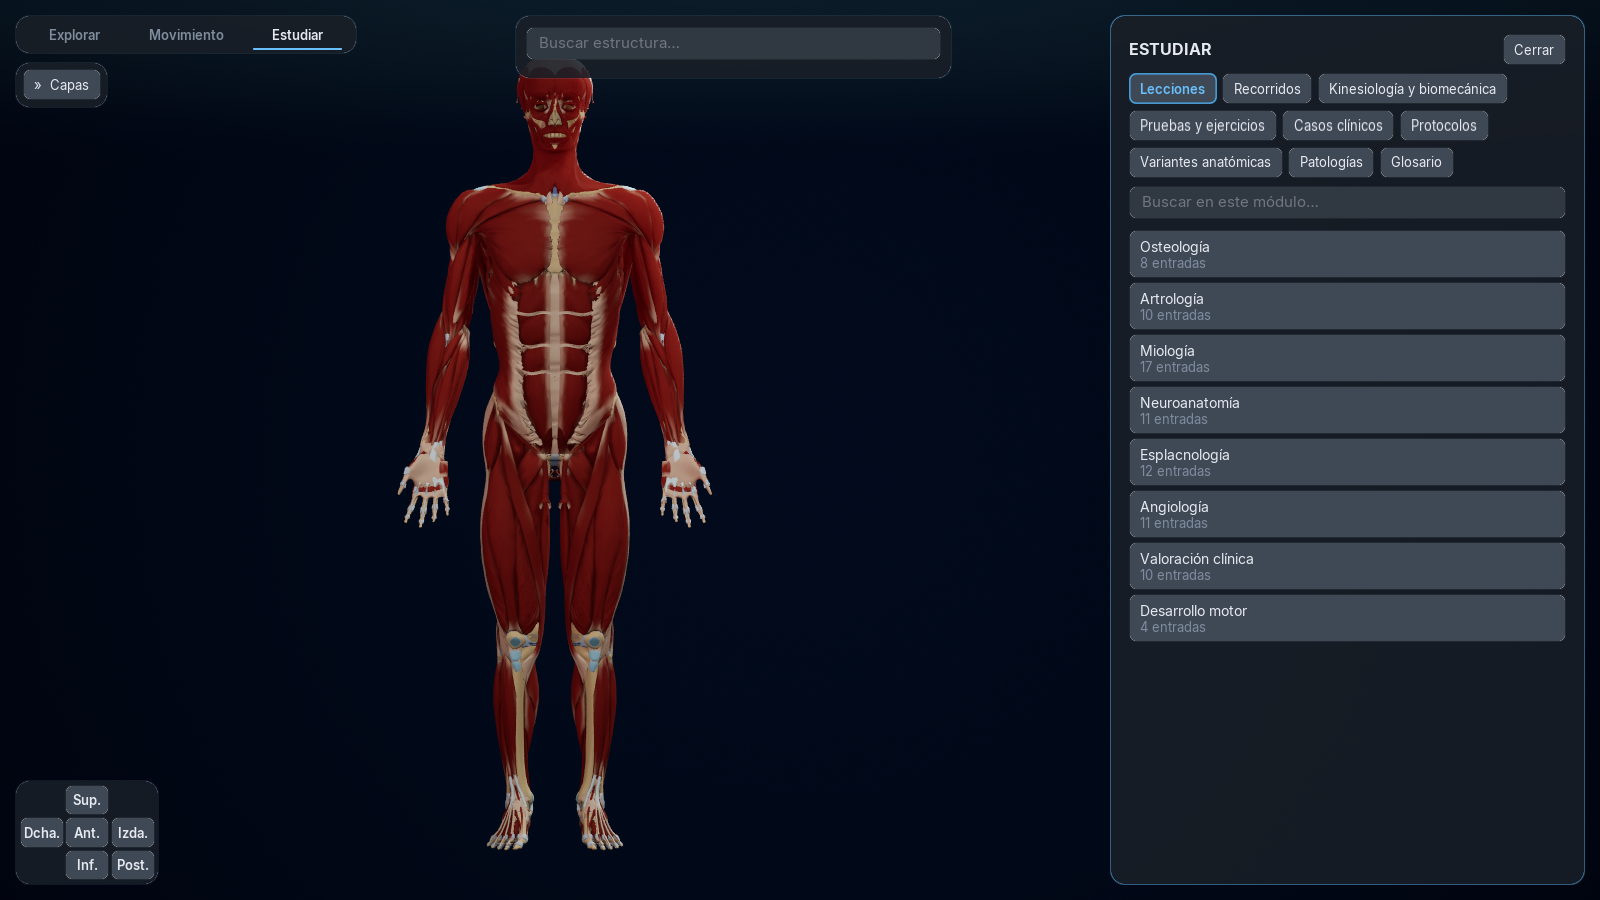 Explorar Movimiento Estudiar
» Capas
Buscar estructura...
ESTUDIAR
Cerrar
Lecciones Recorridos Kinesiología y biomecánica
Pruebas y ejercicios Casos clínicos Protocolos
Variantes anatómicas Patologías Glosario
Buscar en este módulo...
Osteología
8 entradas
Artrología
10 entradas
Miología
17 entradas
Neuroanatomía
11 entradas
Esplacnología
12 entradas
Angiología
11 entradas
Valoración clínica
10 entradas
Desarrollo motor
4 entradas
Sup.
Dcha. Ant. Izda.
Inf. Post.